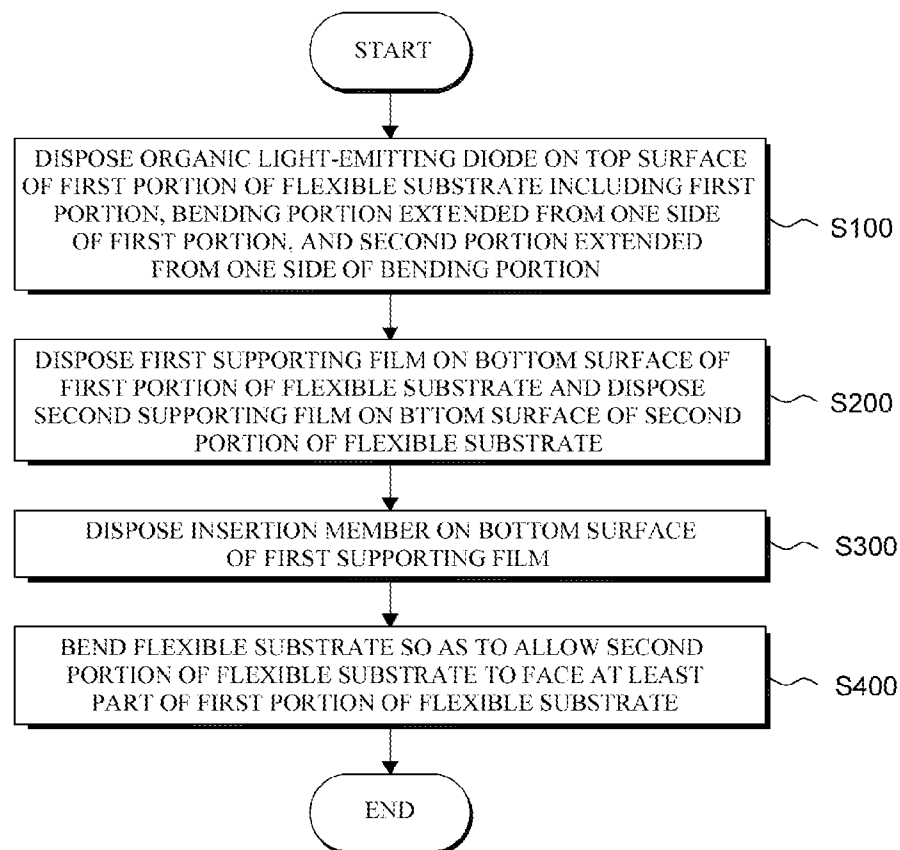 START
DISPOSE ORGANIC LIGHT-EMITTING DIODE ON TOP SURFACE
OF FIRST PORTION OF FLEXIBLE SUBSTRATE INCLUDING FIRST
PORTION, BENDING PORTION EXTENDED FROM ONE SIDE
OF FIRST PORTION, AND SECOND PORTION EXTENDED
FROM ONE SIDE OF BENDING PORTION
S100
DISPOSE FIRST SUPPORTING FILM ON BOTTOM SURFACE OF
FIRST PORTION OF FLEXIBLE SUBSTRATE AND DISPOSE
SECOND SUPPORTING FILM ON BTTOM SURFACE OF SECOND
PORTION OF FLEXIBLE SUBSTRATE
S200
DISPOSE INSERTION MEMBER ON BOTTOM SURFACE
OF FIRST SUPPORTING FILM
S300
BEND FLEXIBLE SUBSTRATE SO AS TO ALLOW SECOND
PORTION OF FLEXIBLE SUBSTRATE TO FACE AT LEAST
PART OF FIRST PORTION OF FLEXIBLE SUBSTRATE
S400
END